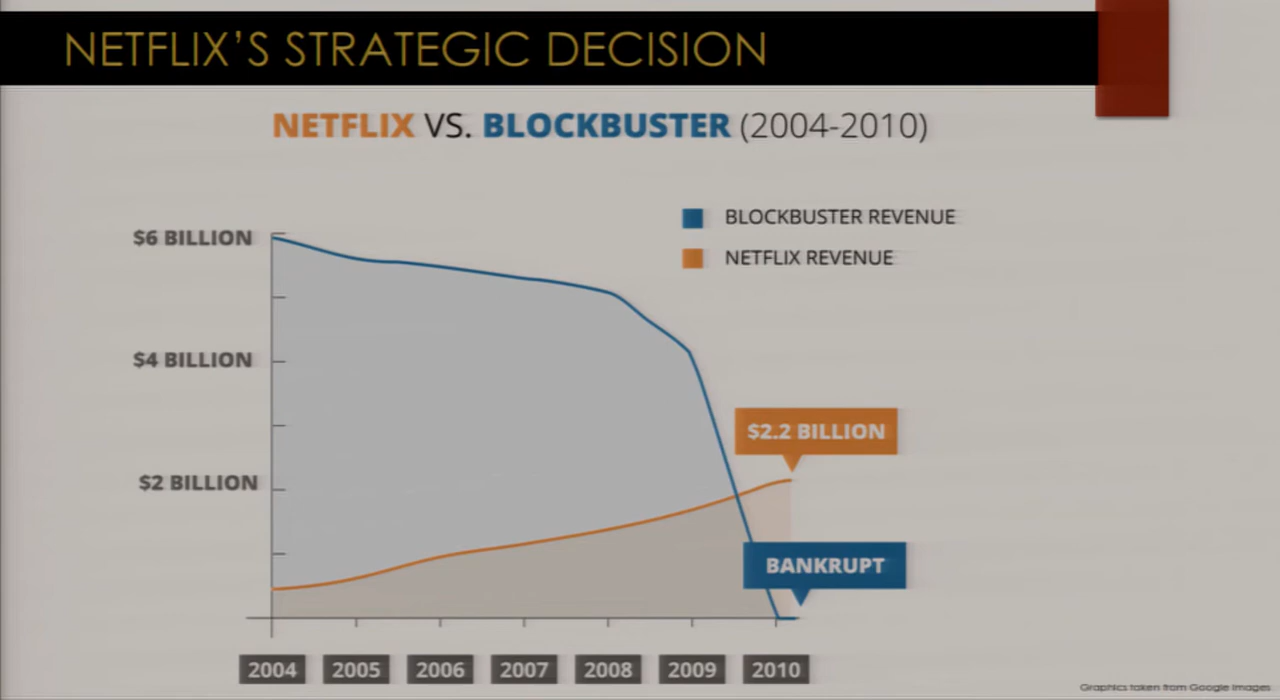 NETFLIX'S STRATEGIC DECISION
NETFLIX VS. BLOCKBUSTER (2004-2010)
BLOCKBUSTER REVENUE
NETFLIX REVENUE
$6 BILLION
$4 BILLION
$2 BILLION
$2.2 BILLION
BANKRUPT
2004 2005 2006 2007 2008 2009 2010
Graphics taken from Google Images